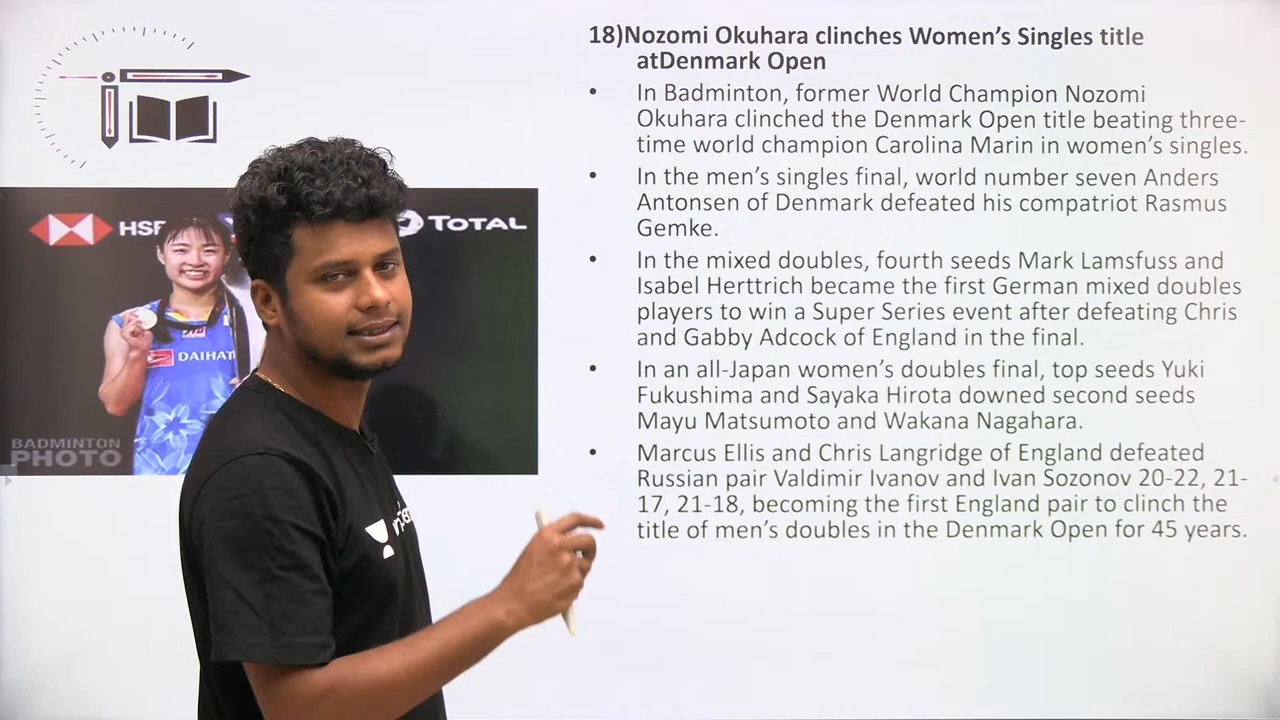 18)Nozomi Okuhara clinches Women's Singles title
atDenmark Open
• In Badminton, former World Champion Nozomi
Okuhara clinched the Denmark Open title beating three-
time world champion Carolina Marin in women's singles.
• In the men's singles final, world number seven Anders
Antonsen of Denmark defeated his compatriot Rasmus
Gemke.
• In the mixed doubles, fourth seeds Mark Lamsfuss and
Isabel Herttrich became the first German mixed doubles
players to win a Super Series event after defeating Chris
and Gabby Adcock of England in the final.
• In an all-Japan women's doubles final, top seeds Yuki
Fukushima and Sayaka Hirota downed second seeds
Mayu Matsumoto and Wakana Nagahara.
• Marcus Ellis and Chris Langridge of England defeated
Russian pair Valdimir Ivanov and Ivan Sozonov 20-22, 21-
17, 21-18, becoming the first England pair to clinch the
title of men's doubles in the Denmark Open for 45 years.
TOTAL
DAIHAT
BADMINTON
PHOTO